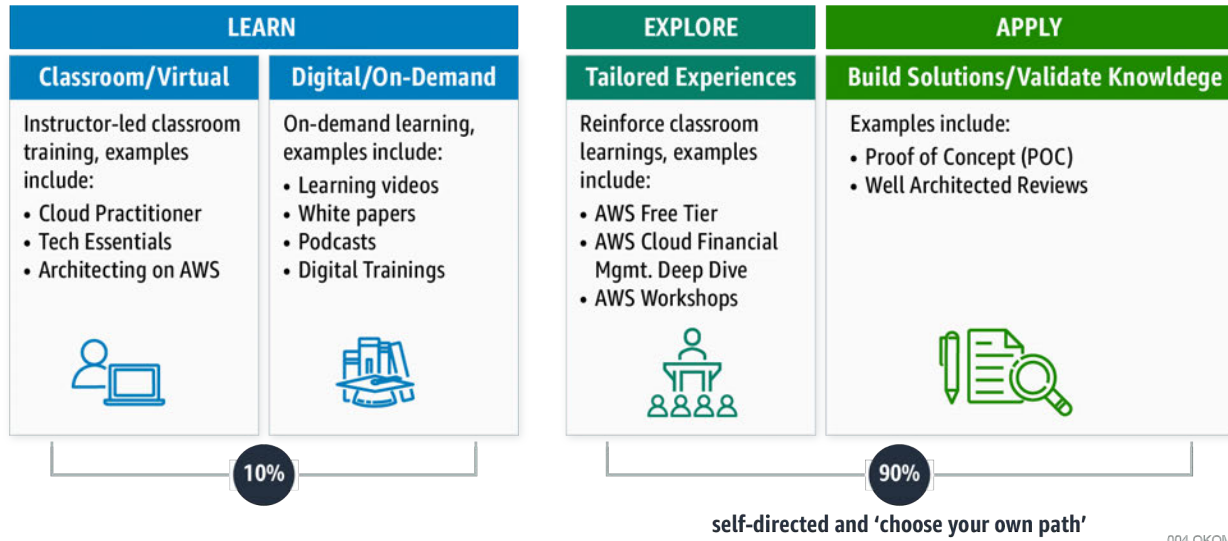 LEARN
Classroom/Virtual
Instructor-led classroom
training, examples
include:
• Cloud Practitioner
• Tech Essentials
• Architecting on AWS
Digital/On-Demand
On-demand learning,
examples include:
• Learning videos
• White papers
• Podcasts
• Digital Trainings
10%
EXPLORE
Tailored Experiences
Reinforce classroom
learnings, examples
include:
• AWS Free Tier
• AWS Cloud Financial
Mgmt. Deep Dive
• AWS Workshops
APPLY
Build Solutions/Validate Knowldege
Examples include:
• Proof of Concept (POC)
• Well Architected Reviews
90%
self-directed and ‘choose your own path’